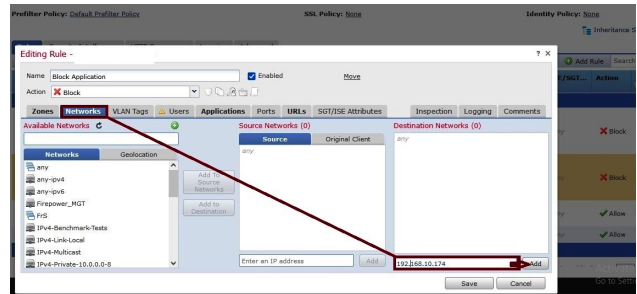 Prefilter Policy: Default Prefilter Policy SSL Policy: None Identity Policy: None
Inheritance S
Add Rule Search
Editing Rule - ? X
/SGT... Action
Name Block Application Enabled Move
Action Block
Zones Networks VLAN Tags Users Applications Ports URLs SGT/ISE Attributes Inspection Logging Comments
Available Networks Source Networks (0) Destination Networks (0)
Networks Geolocation Source Original Client any
any any
any-ipv4 Add To Source Networks
any-ipv6
Firepower_MGT Add to Destination
FrS
IPv4-Benchmark-Tests
IPv4-Link-Local
IPv4-Multicast
IPv4-Private-10.0.0.0-8 Enter an IP address Add 192.168.10.174 Add
Block
Block
Allow
Allow
Save Cancel
Go to Sett